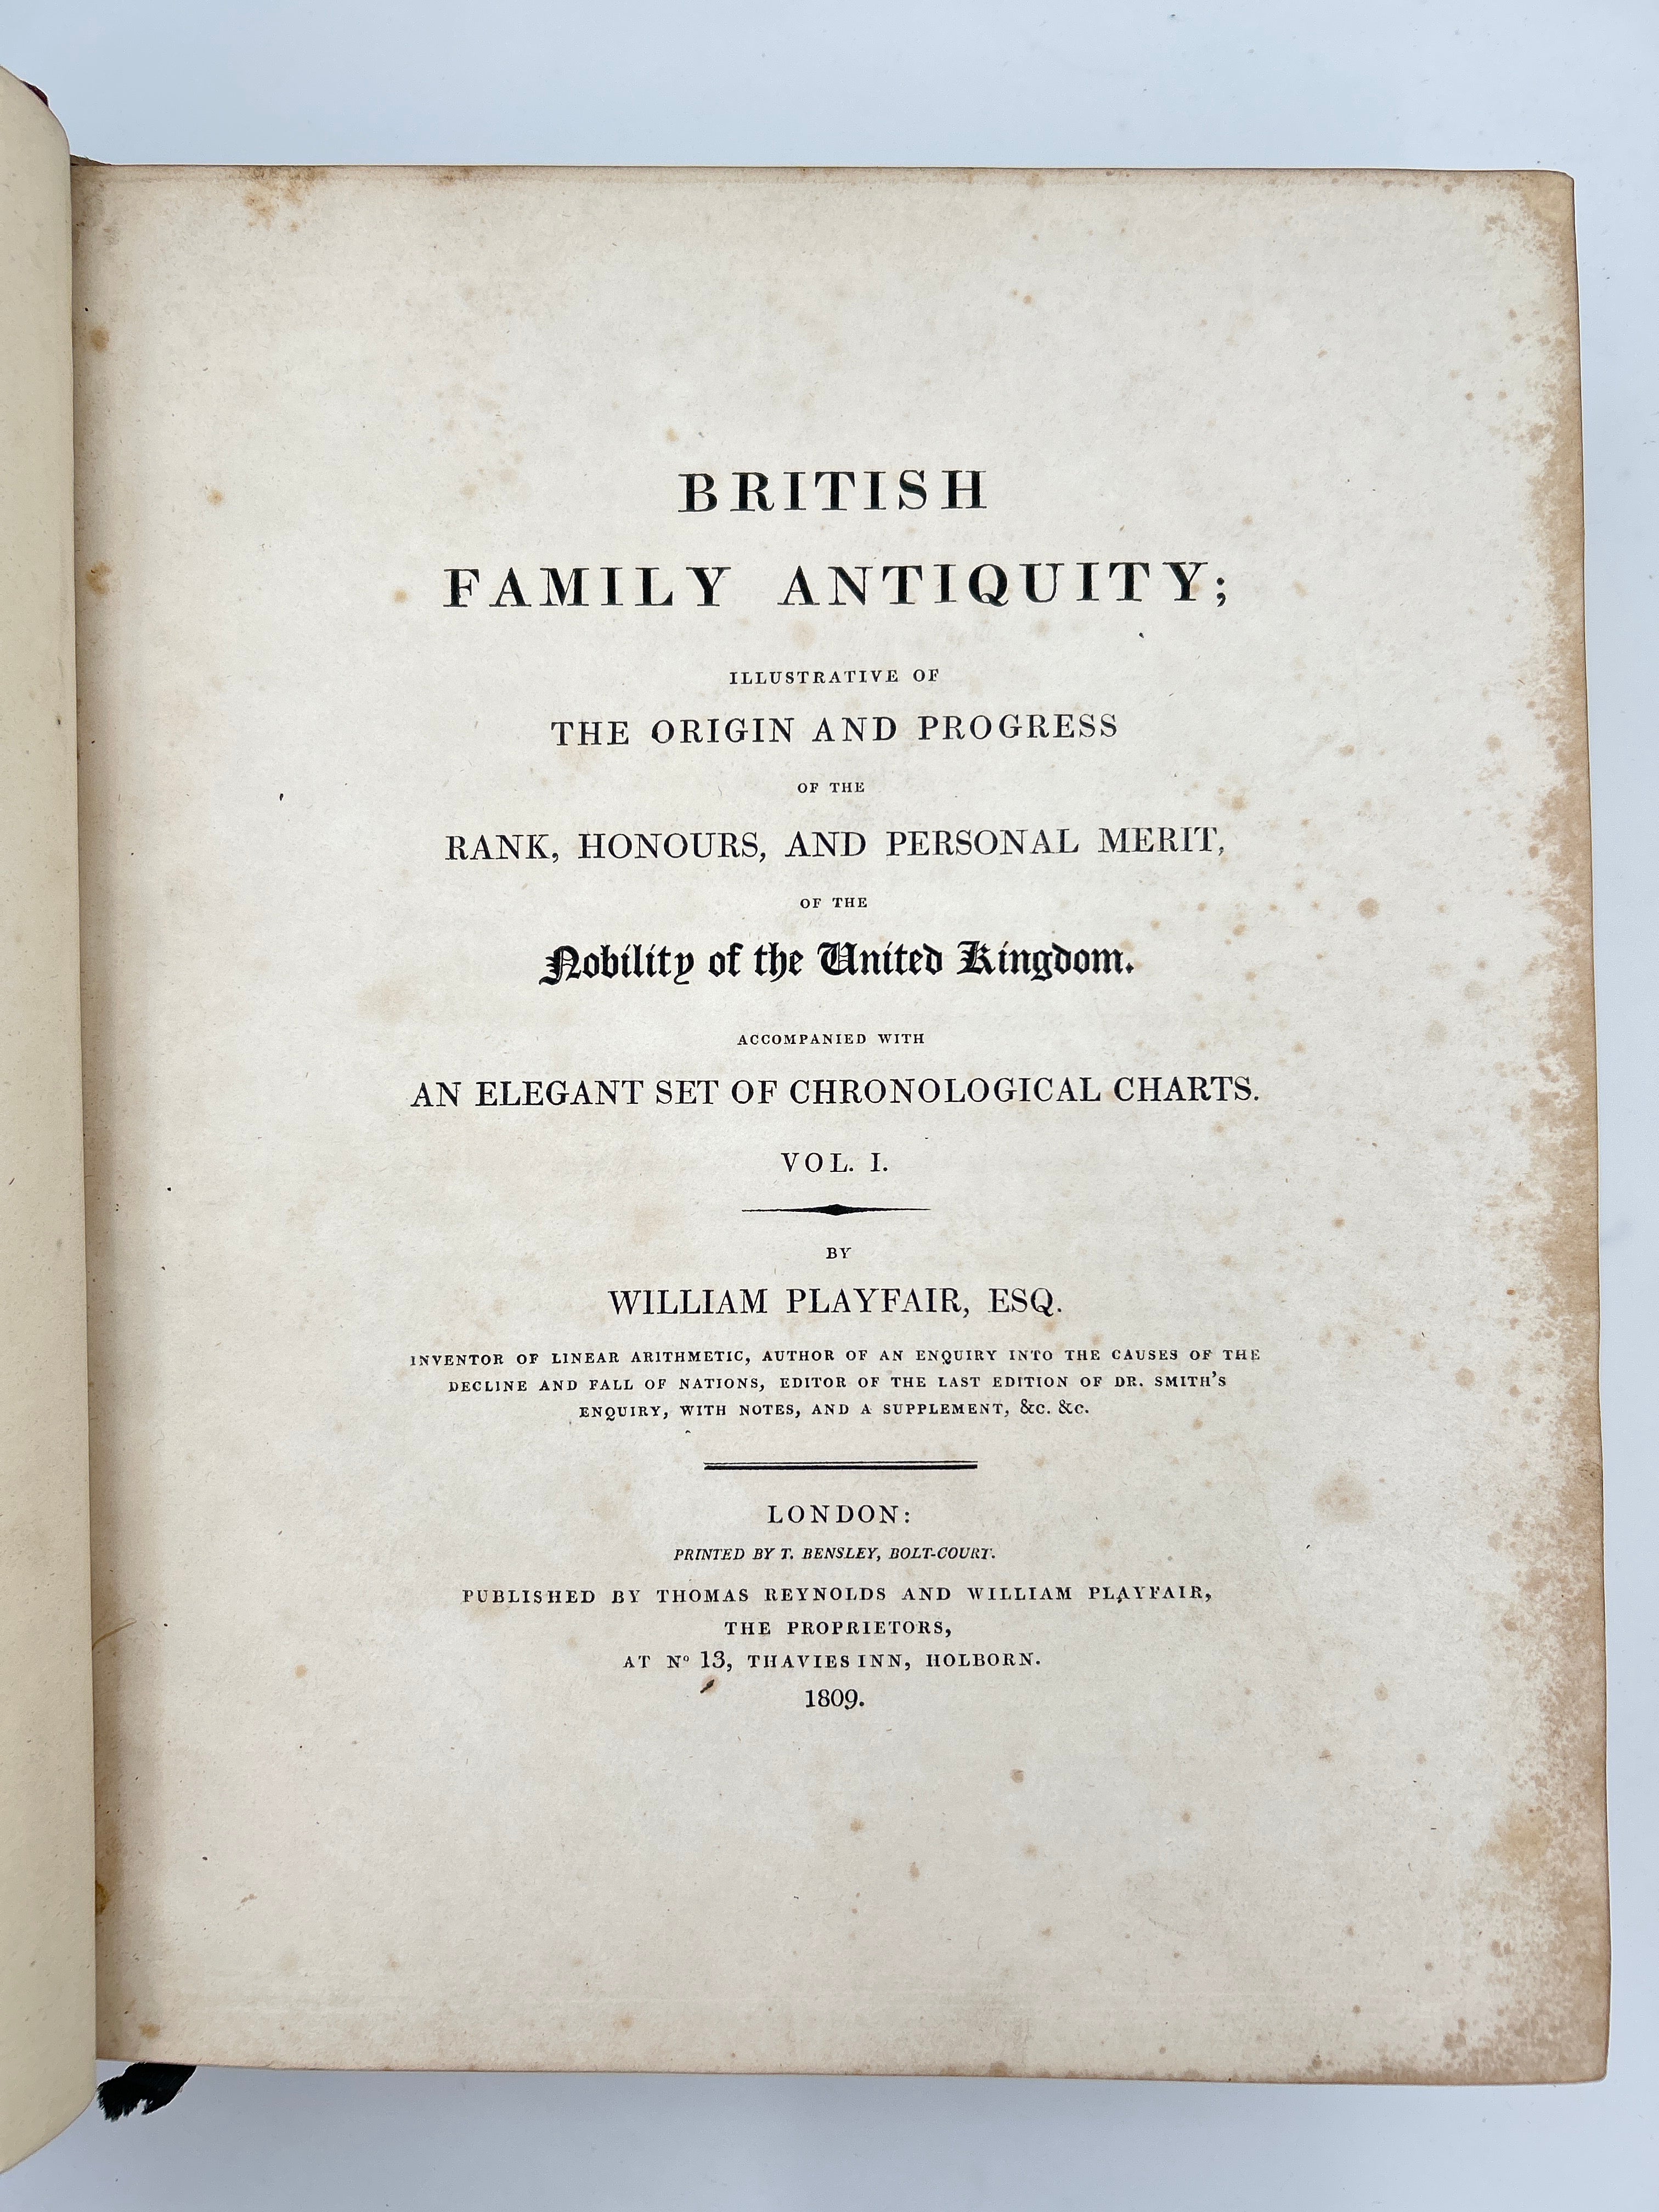 BRITISH
FAMILY ANTIQUITY;
ILLUSTRATIVE OF
THE ORIGIN AND PROGRESS
OF THE
RANK, HONOURS, AND PERSONAL MERIT,
OF THE
Nobility of the United Kingdom.
ACCOMPANIED WITH
AN ELEGANT SET OF CHRONOLOGICAL CHARTS.
VOL. I.
BY
WILLIAM PLAYFAIR, ESQ.
INVENTOR OF LINEAR ARITHMETIC, AUTHOR OF AN ENQUIRY INTO THE CAUSES OF THE
DECLINE AND FALL OF NATIONS, EDITOR OF THE LAST EDITION OF DR. SMITH'S
ENQUIRY, WITH NOTES, AND A SUPPLEMENT, &c. &c.
LONDON:
PRINTED BY T. BENSLEY, BOLT-COURT.
PUBLISHED BY THOMAS REYNOLDS AND WILLIAM PLAYFAIR,
THE PROPRIETORS,
AT Nº 13, THAVIES INN, HOLBORN.
1809.